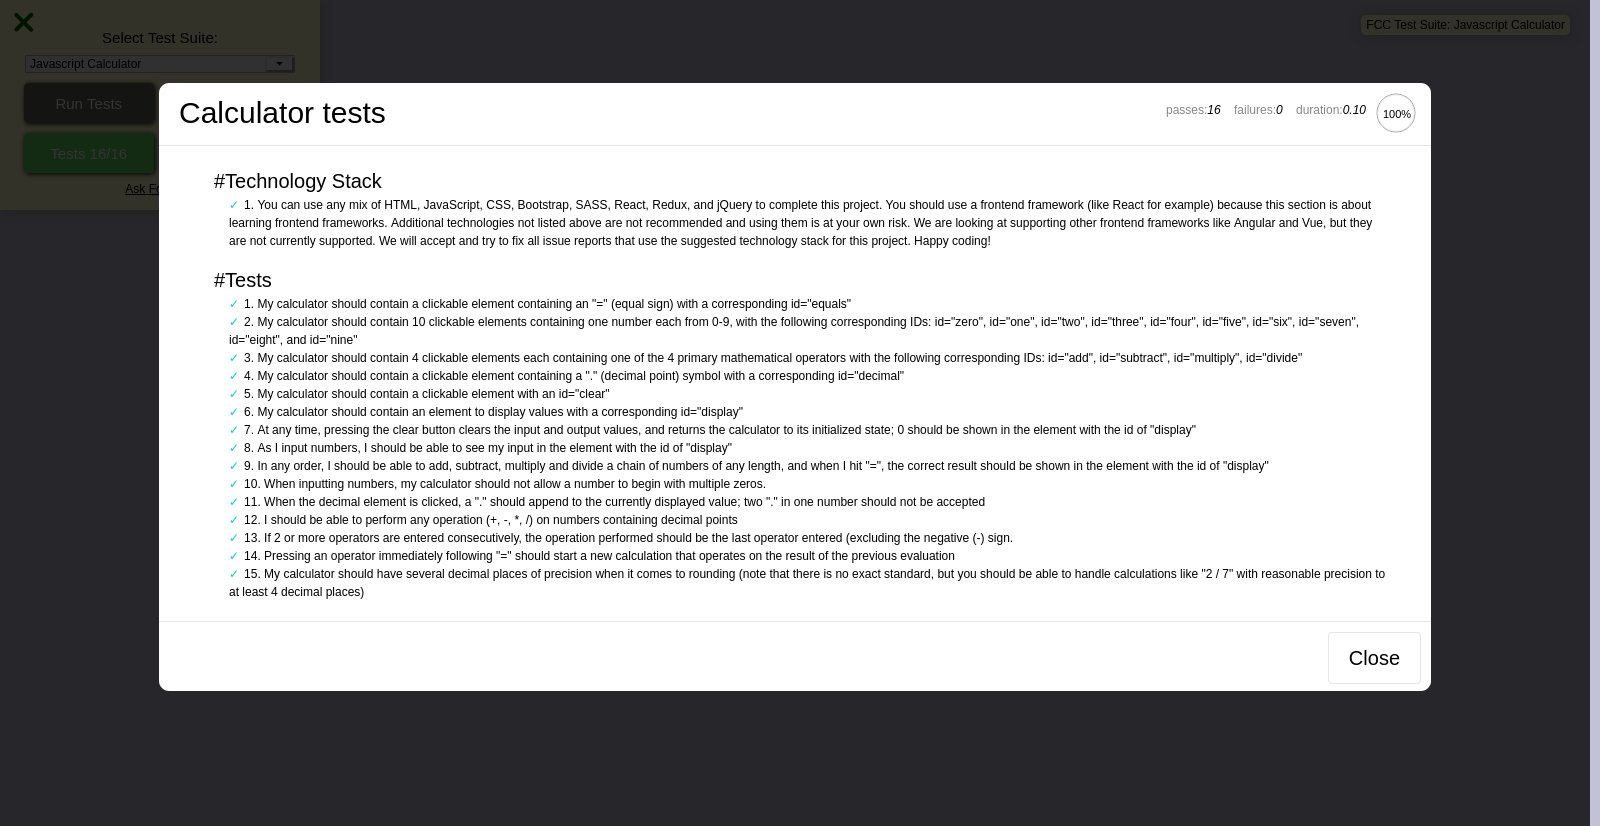 Select Test Suite:
FCC Test Suite: Javascript Calculator
Javascript Calculator
Run Tests
Tests 16/16
Ask Fo
Calculator tests
passes:16 failures:0 duration:0.10 100%
#Technology Stack
✓ 1. You can use any mix of HTML, JavaScript, CSS, Bootstrap, SASS, React, Redux, and jQuery to complete this project. You should use a frontend framework (like React for example) because this section is about
learning frontend frameworks. Additional technologies not listed above are not recommended and using them is at your own risk. We are looking at supporting other frontend frameworks like Angular and Vue, but they
are not currently supported. We will accept and try to fix all issue reports that use the suggested technology stack for this project. Happy coding!
#Tests
✓ 1. My calculator should contain a clickable element containing an "=" (equal sign) with a corresponding id="equals"
✓ 2. My calculator should contain 10 clickable elements containing one number each from 0-9, with the following corresponding IDs: id="zero", id="one", id="two", id="three", id="four", id="five", id="six", id="seven",
id="eight", and id="nine"
✓ 3. My calculator should contain 4 clickable elements each containing one of the 4 primary mathematical operators with the following corresponding IDs: id="add", id="subtract", id="multiply", id="divide"
✓ 4. My calculator should contain a clickable element containing a "." (decimal point) symbol with a corresponding id="decimal"
✓ 5. My calculator should contain a clickable element with an id="clear"
✓ 6. My calculator should contain an element to display values with a corresponding id="display"
✓ 7. At any time, pressing the clear button clears the input and output values, and returns the calculator to its initialized state; 0 should be shown in the element with the id of "display"
✓ 8. As I input numbers, I should be able to see my input in the element with the id of "display"
✓ 9. In any order, I should be able to add, subtract, multiply and divide a chain of numbers of any length, and when I hit "=", the correct result should be shown in the element with the id of "display"
✓ 10. When inputting numbers, my calculator should not allow a number to begin with multiple zeros.
✓ 11. When the decimal element is clicked, a "." should append to the currently displayed value; two "." in one number should not be accepted
✓ 12. I should be able to perform any operation (+, -, *, /) on numbers containing decimal points
✓ 13. If 2 or more operators are entered consecutively, the operation performed should be the last operator entered (excluding the negative (-) sign.
✓ 14. Pressing an operator immediately following "=" should start a new calculation that operates on the result of the previous evaluation
✓ 15. My calculator should have several decimal places of precision when it comes to rounding (note that there is no exact standard, but you should be able to handle calculations like "2 / 7" with reasonable precision to
at least 4 decimal places)
Close